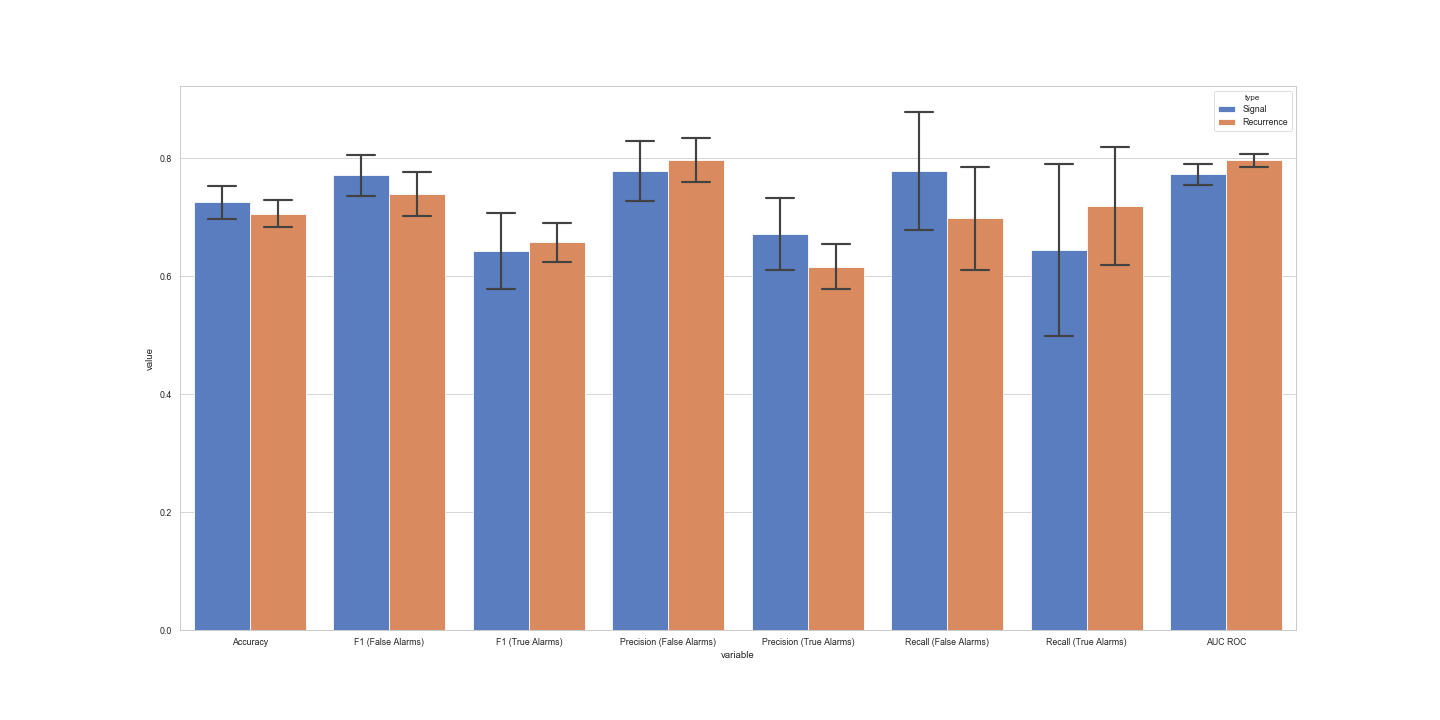 type
Signal
Recurrence
value
0.8
0.6
0.4
0.2
0.0
Accuracy
F1 (False Alarms)
F1 (True Alarms)
Precision (False Alarms)
Precision (True Alarms)
Recall (False Alarms)
Recall (True Alarms)
AUC ROC
variable